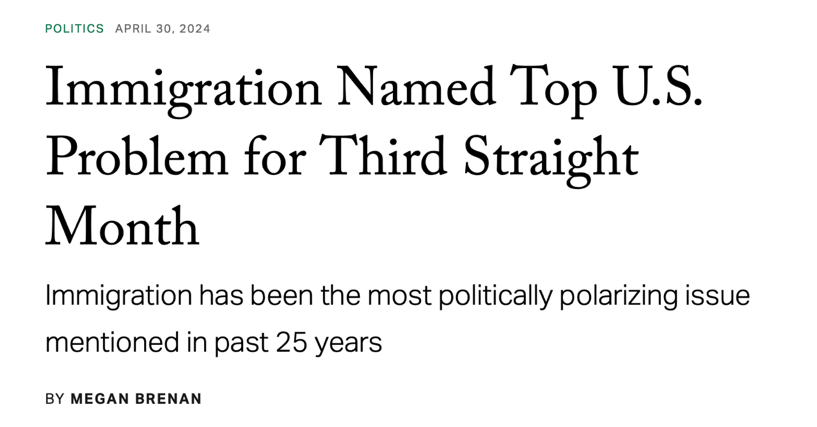 POLITICS APRIL 30, 2024
Immigration Named Top U.S.
Problem for Third Straight
Month
Immigration has been the most politically polarizing issue
mentioned in past 25 years
BY MEGAN BRENAN